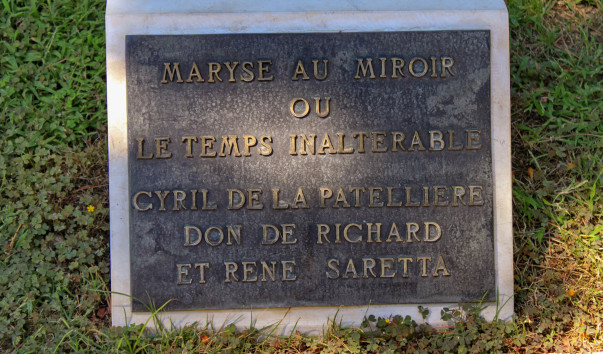 MARYSE AU MIROIR
OU
LE TEMPS INALTERABLE
CYRIL DE LA PATELLIERE
DON DE RICHARD
ET RENE SARETTA